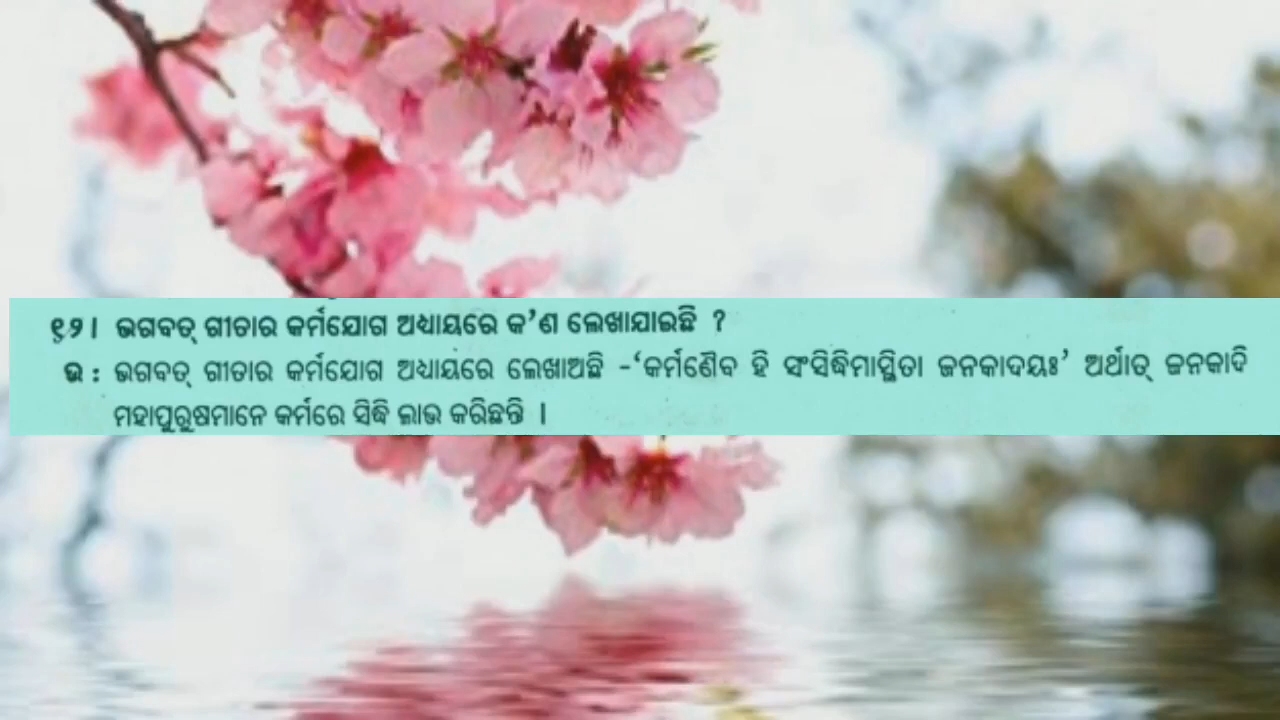 ୧୨। ଭଗବତ୍ ଗୀତାର କର୍ମଯୋଗ ଅଧ୍ୟାୟରେ କ’ଣ ଲେଖାଯାଇଛି ?
ଉ : ଭଗବତ୍ ଗୀତାର କର୍ମଯୋଗ ଅଧ୍ୟାୟରେ ଲେଖାଅଛି -‘କର୍ମଣୈବ ହି ସଂସିଦ୍ଧିମାସ୍ଥିତା ଜନକାଦୟଃ’ ଅର୍ଥାତ୍ ଜନକାଦି
ମହାପୁରୁଷମାନେ କର୍ମରେ ସିଦ୍ଧି ଲାଭ କରିଛନ୍ତି ।